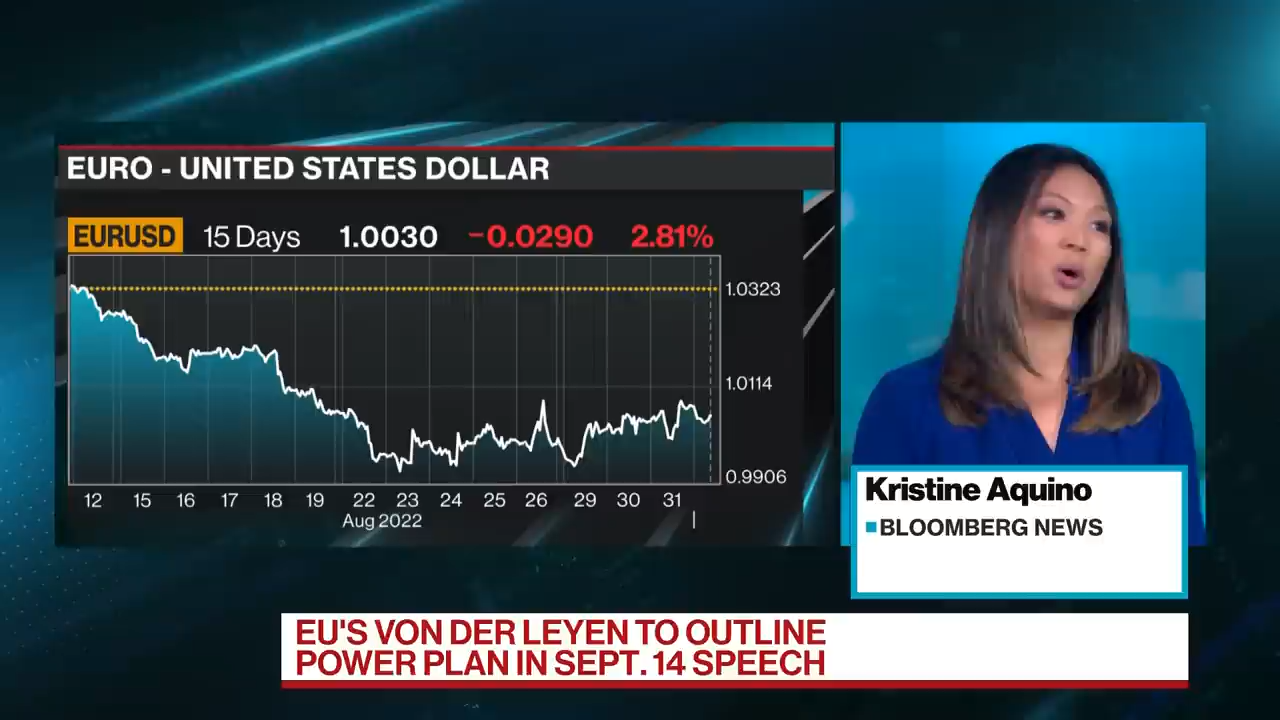 EURO - UNITED STATES DOLLAR
EURUSD 15 Days 1.0030 -0.0290 2.81%
1.0323
1.0114
0.9906
12 15 16 17 18 19 22 23 24 25 26 29 30 31
Aug 2022
Kristine Aquino
BLOOMBERG NEWS
EU'S VON DER LEYEN TO OUTLINE
POWER PLAN IN SEPT. 14 SPEECH